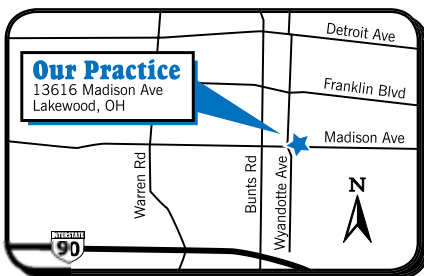 Detroit Ave
Our Practice
13616 Madison Ave
Lakewood, OH
Franklin Blvd
Madison Ave
Warren Rd
Bunts Rd
Wyandotte Ave
N
INTERSTATE
90